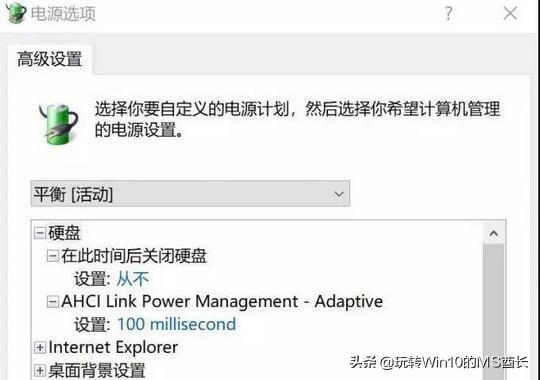 电源选项
高级设置
选择你要自定义的电源计划，然后选择你希望计算机管理
的电源设置。
平衡 [活动]
硬盘
在此时间后关闭硬盘
设置: 从不
AHCI Link Power Management - Adaptive
设置: 100 millisecond
Internet Explorer
桌面背景设置
头条 @玩转Win10的MS酋长